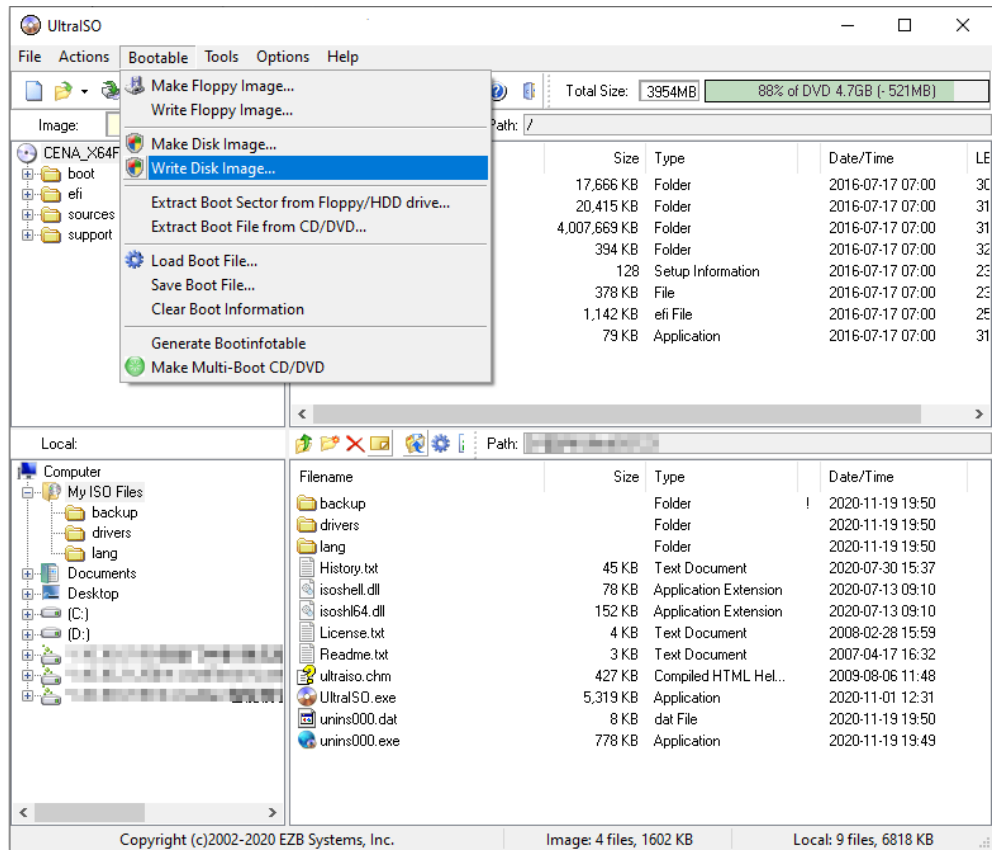 UltraISO
File Actions Bootable Tools Options Help
Total Size: 3954MB 88% of DVD 4.7GB (- 521MB)
Image: Path: /
Make Floppy Image...
Write Floppy Image...
Make Disk Image...
Write Disk Image...
Extract Boot Sector from Floppy/HDD drive...
Extract Boot File from CD/DVD...
Load Boot File...
Save Boot File...
Clear Boot Information
Generate Bootinfotable
Make Multi-Boot CD/DVD
CENA_X64F
boot
efi
sources
support
Size Type Date/Time LE
17,666 KB Folder 2016-07-17 07:00 30
20,415 KB Folder 2016-07-17 07:00 31
4,007,669 KB Folder 2016-07-17 07:00 31
394 KB Folder 2016-07-17 07:00 32
128 Setup Information 2016-07-17 07:00 23
378 KB File 2016-07-17 07:00 23
1,142 KB efi File 2016-07-17 07:00 25
79 KB Application 2016-07-17 07:00 31
Local: Path:
Computer
My ISO Files
backup
drivers
lang
Documents
Desktop
(C:)
(D:)
Filename Size Type Date/Time
backup Folder ! 2020-11-19 19:50
drivers Folder 2020-11-19 19:50
lang Folder 2020-11-19 19:50
History.txt 45 KB Text Document 2020-07-30 15:37
isoshell.dll 78 KB Application Extension 2020-07-13 09:10
isoshl64.dll 152 KB Application Extension 2020-07-13 09:10
License.txt 4 KB Text Document 2008-02-28 15:59
Readme.txt 3 KB Text Document 2007-04-17 16:32
ultraiso.chm 427 KB Compiled HTML Hel... 2009-08-06 11:48
UltraISO.exe 5,319 KB Application 2020-11-01 12:31
unins000.dat 8 KB dat File 2020-11-19 19:50
unins000.exe 778 KB Application 2020-11-19 19:49
Copyright (c)2002-2020 EZB Systems, Inc. Image: 4 files, 1602 KB Local: 9 files, 6818 KB